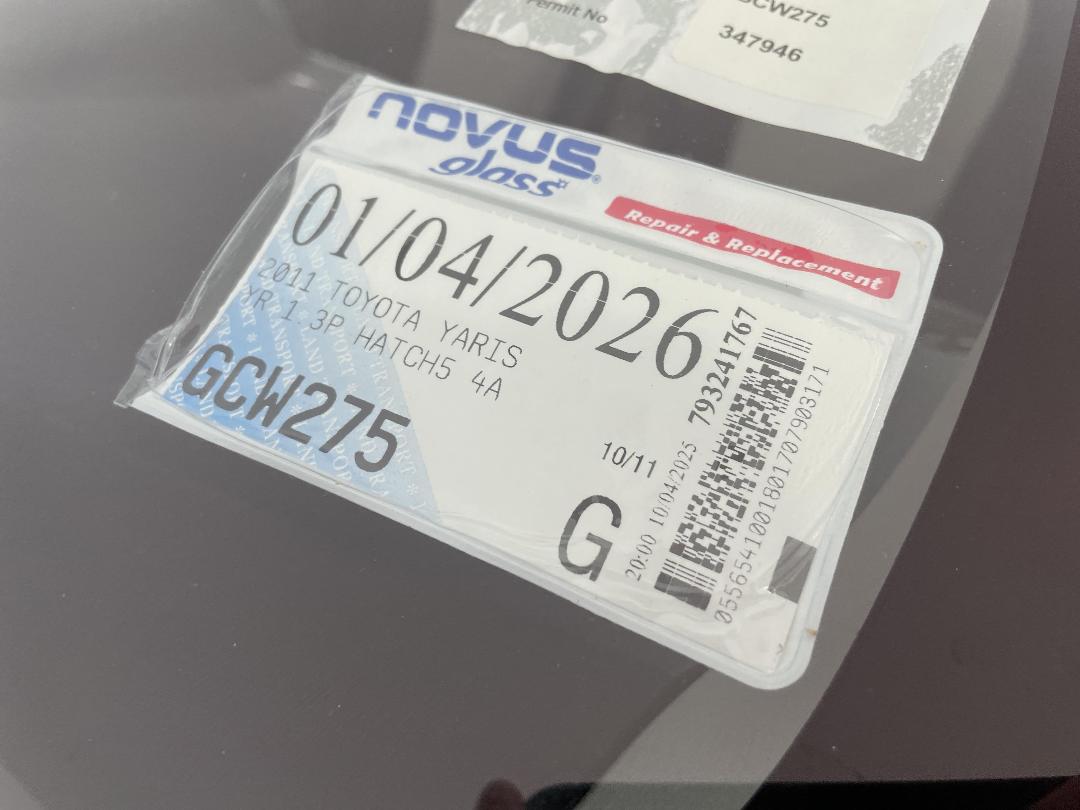 Permit No
GCW275
347946
novus
glass
Repair & Replacement
01/04/2026
2011 TOYOTA YARIS
YR 1.3P HATCH5 4A
GCW275
10/11
G
20:00 10/04/2025
793241767
0556541001801707903171